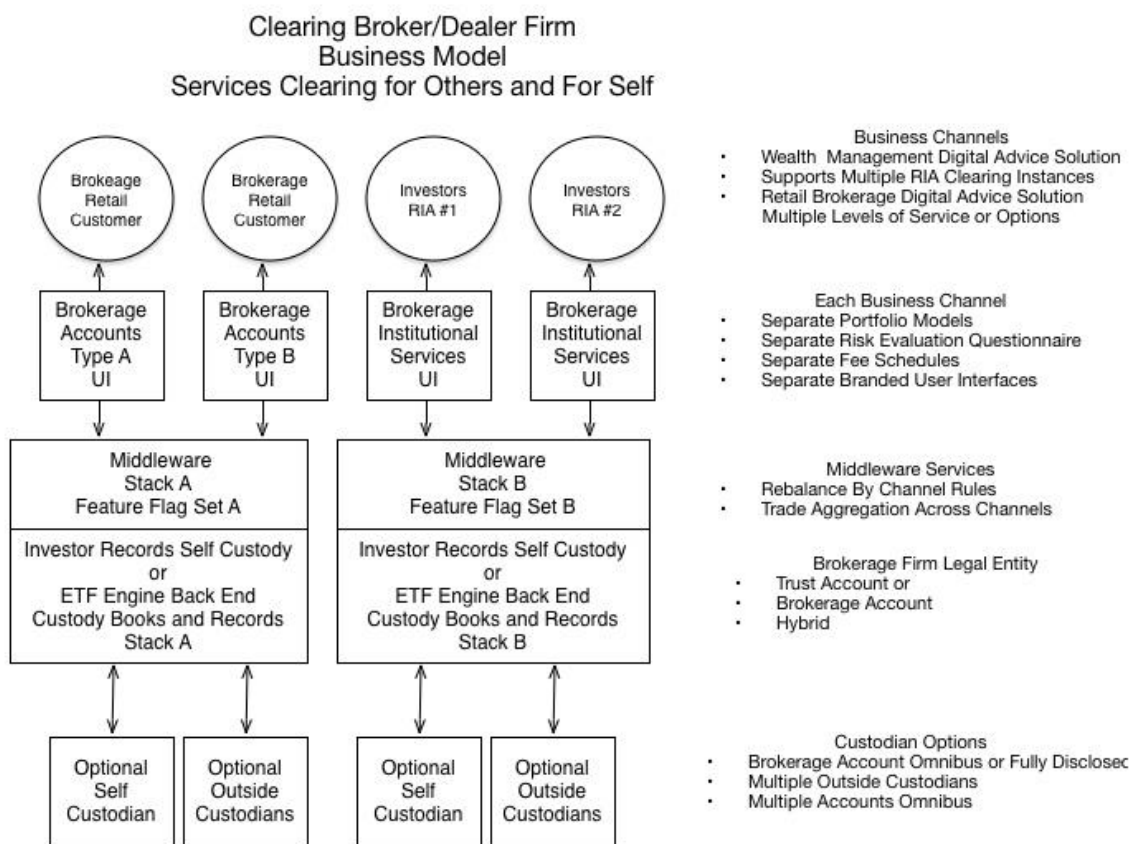 Clearing Broker/Dealer Firm
Business Model
Services Clearing for Others and For Self
Brokeage
Retail
Customer
Brokerage
Retail
Customer
Investors
RIA #1
Investors
RIA #2
Business Channels
• Wealth Management Digital Advice Solution
• Supports Multiple RIA Clearing Instances
• Retail Brokerage Digital Advice Solution
Multiple Levels of Service or Options
Brokerage
Accounts
Type A
UI
Brokerage
Accounts
Type B
UI
Brokerage
Institutional
Services
UI
Brokerage
Institutional
Services
UI
Each Business Channel
• Separate Portfolio Models
• Separate Risk Evaluation Questionnaire
• Separate Fee Schedules
• Separate Branded User Interfaces
Middleware
Stack A
Feature Flag Set A
Middleware
Stack B
Feature Flag Set B
Middleware Services
• Rebalance By Channel Rules
• Trade Aggregation Across Channels
Investor Records Self Custody
or
ETF Engine Back End
Custody Books and Records
Stack A
Investor Records Self Custody
or
ETF Engine Back End
Custody Books and Records
Stack B
Brokerage Firm Legal Entity
• Trust Account or
• Brokerage Account
• Hybrid
Optional
Self
Custodian
Optional
Outside
Custodians
Optional
Self
Custodian
Optional
Outside
Custodians
Custodian Options
• Brokerage Account Omnibus or Fully Disclosed
• Multiple Outside Custodians
• Multiple Accounts Omnibus